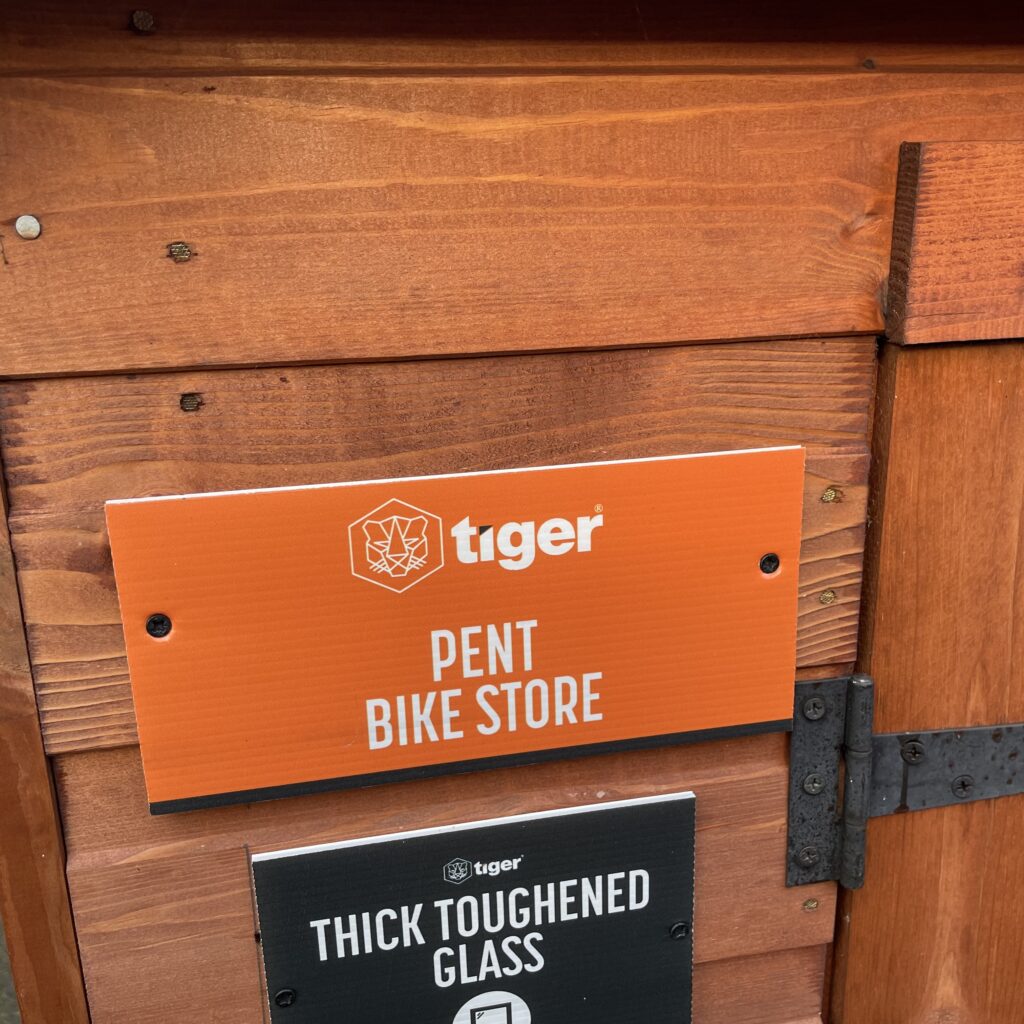 tiger®
PENT
BIKE STORE
tiger
THICK TOUGHENED
GLASS